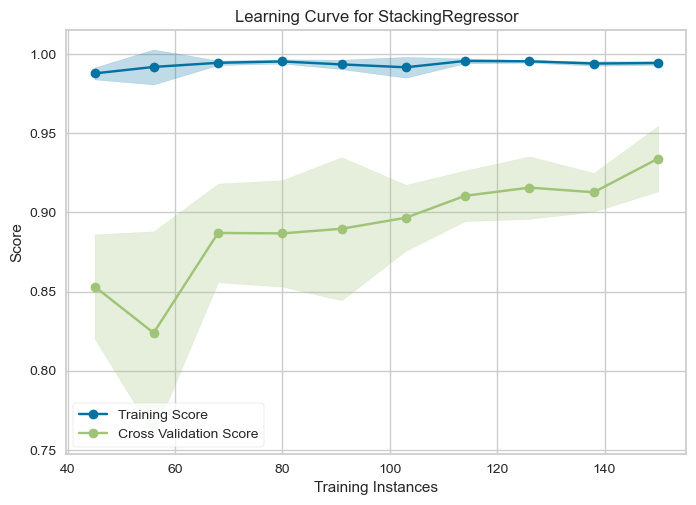 Learning Curve for StackingRegressor
1.00
0.95
0.90
0.85
0.80
0.75
Score
Training Score
Cross Validation Score
40 60 80 100 120 140
Training Instances